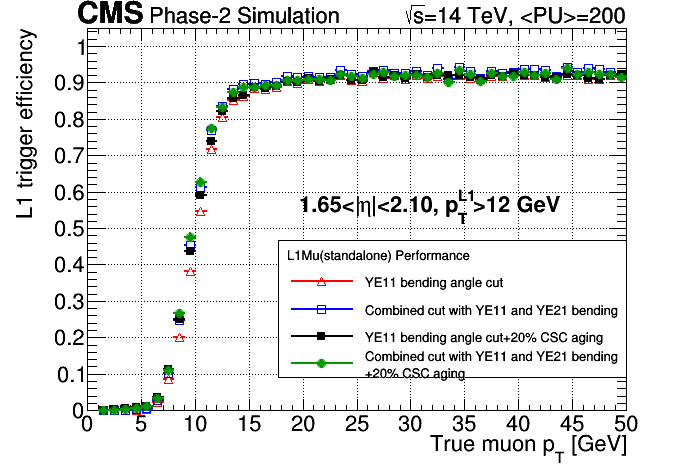 CMS Phase-2 Simulation √s=14 TeV, <PU>=200
L1 trigger efficiency
1
0.9
0.8
0.7
0.6
0.5
0.4
0.3
0.2
0.1
0
1.65<|η|<2.10, p_T^L1>12 GeV
L1Mu(standalone) Performance
YE11 bending angle cut
Combined cut with YE11 and YE21 bending
YE11 bending angle cut+20% CSC aging
Combined cut with YE11 and YE21 bending
+20% CSC aging
0 5 10 15 20 25 30 35 40 45 50
True muon p_T [GeV]